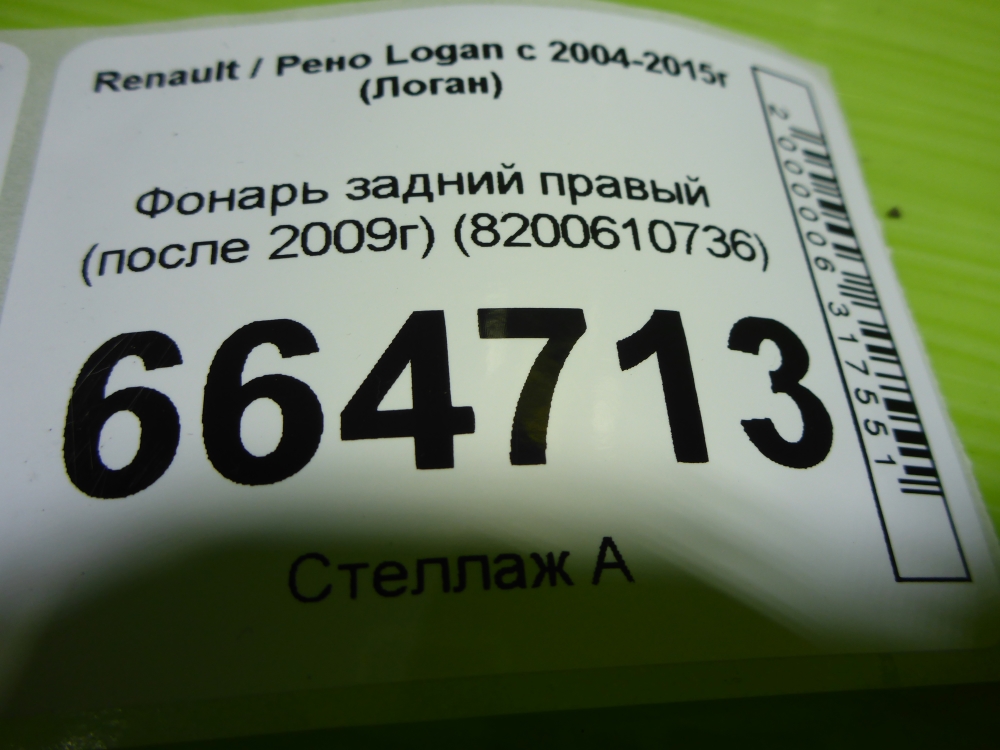 Renault / Рено Logan с 2004-2015г
(Логан)
Фонарь задний правый
(после 2009г) (8200610736)
664713
Стеллаж А
2000006317551